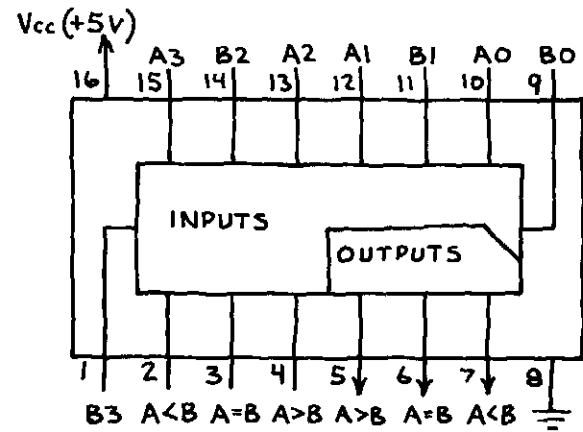 Vcc (+5V)
A3 B2 A2 A1 B1 A0 B0
16 15 14 13 12 11 10 9
INPUTS
OUTPUTS
1 2 3 4 5 6 7 8
B3 A<B A=B A>B A>B A=B A<B